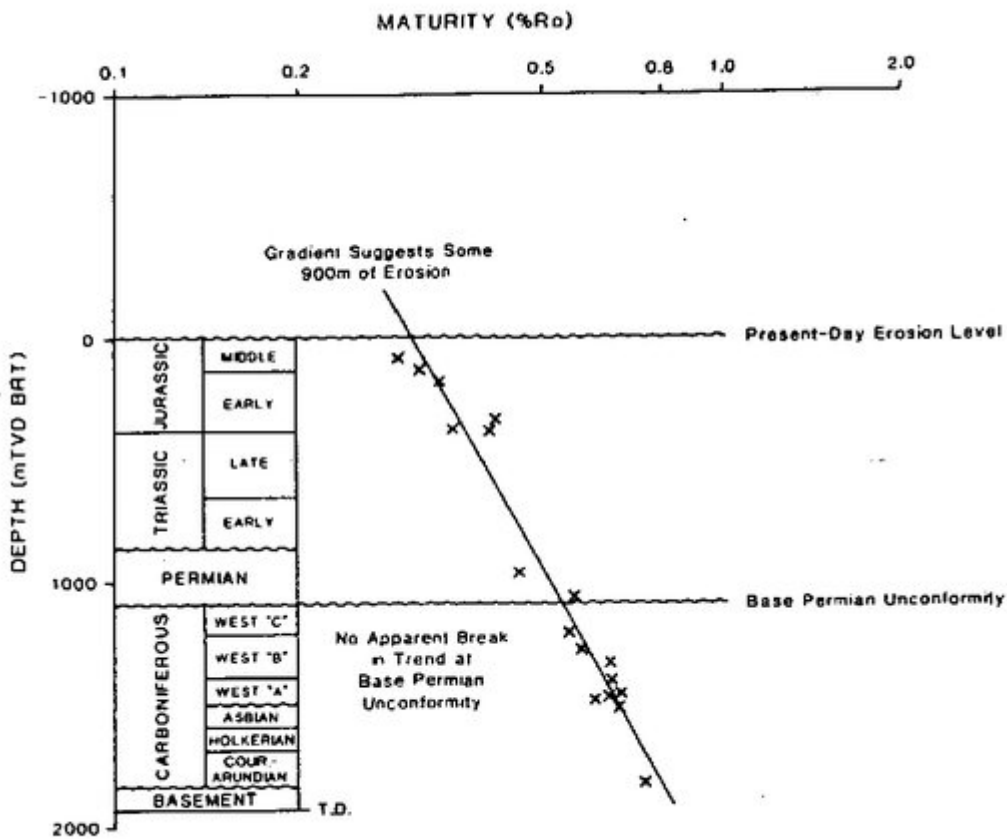 MATURITY (%Ro)
0.1 0.2 0.5 0.8 1.0 2.0
-1000
Gradient Suggests Some
900m of Erosion
0
Present-Day Erosion Level
DEPTH (mTVD BRT)
JURASSIC
MIDDLE
EARLY
TRIASSIC
LATE
EARLY
PERMIAN
1000
Base Permian Unconformity
CARBONIFEROUS
WEST "C"
WEST "B"
WEST "A"
ASBIAN
HOLKERIAN
COUR-
ARUNDIAN
No Apparent Break
in Trend at
Base Permian
Unconformity
BASEMENT
T.D.
2000